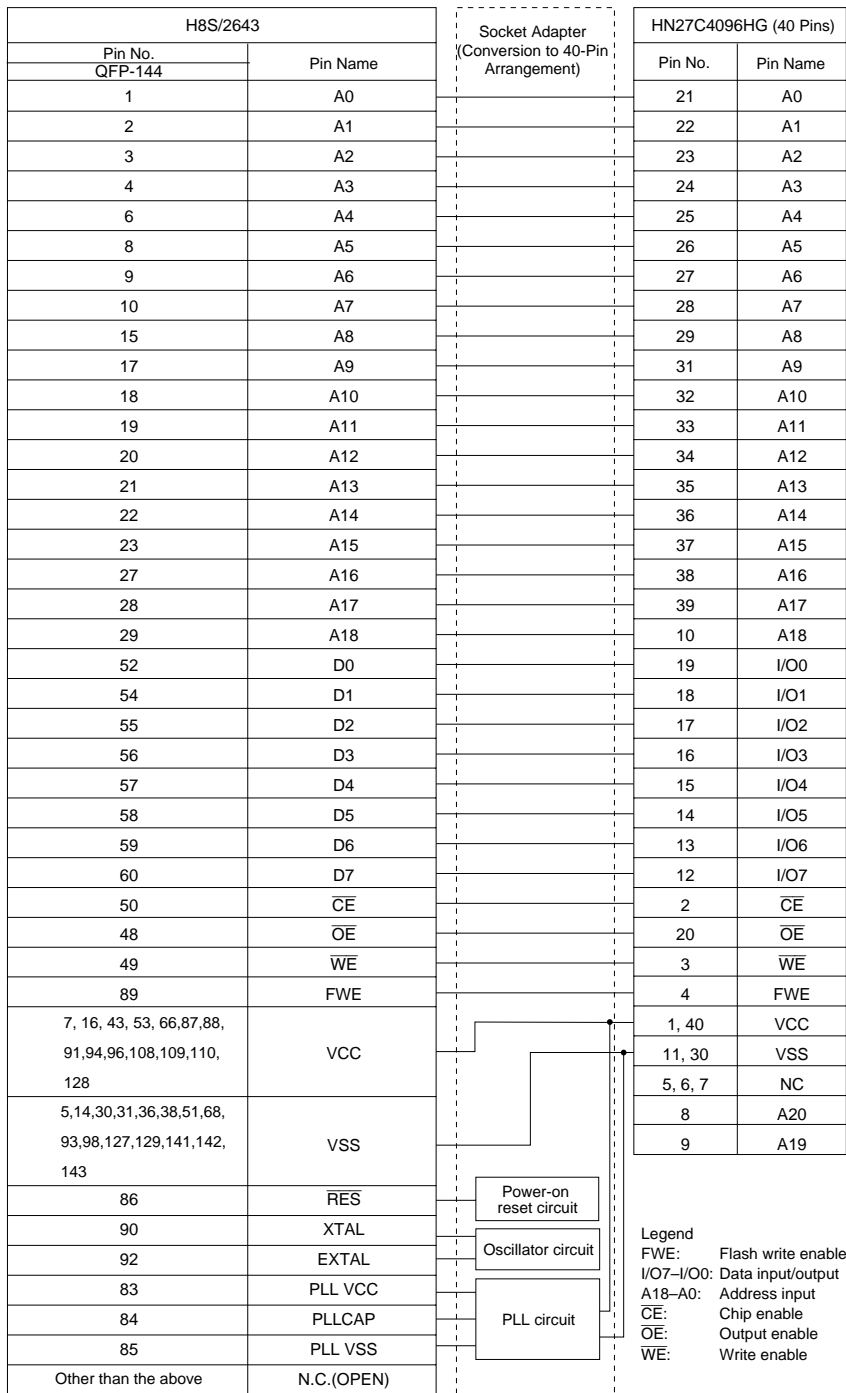 H8S/2643 Socket Adapter (Conversion to 40-Pin Arrangement) HN27C4096HG (40 Pins)
Pin No. QFP-144 Pin Name Pin No. Pin Name
1 A0 21 A0
2 A1 22 A1
3 A2 23 A2
4 A3 24 A3
6 A4 25 A4
8 A5 26 A5
9 A6 27 A6
10 A7 28 A7
15 A8 29 A8
17 A9 31 A9
18 A10 32 A10
19 A11 33 A11
20 A12 34 A12
21 A13 35 A13
22 A14 36 A14
23 A15 37 A15
27 A16 38 A16
28 A17 39 A17
29 A18 10 A18
52 D0 19 I/O0
54 D1 18 I/O1
55 D2 17 I/O2
56 D3 16 I/O3
57 D4 15 I/O4
58 D5 14 I/O5
59 D6 13 I/O6
60 D7 12 I/O7
50 C̅E̅ 2 C̅E̅
48 O̅E̅ 20 O̅E̅
49 W̅E̅ 3 W̅E̅
89 FWE 4 FWE
7, 16, 43, 53, 66,87,88, 1, 40 VCC
91,94,96,108,109,110, VCC 11, 30 VSS
128 5, 6, 7 NC
5,14,30,31,36,38,51,68, 8 A20
93,98,127,129,141,142, VSS 9 A19
143
86 R̅E̅S̅ Power-on reset circuit
90 XTAL Oscillator circuit
92 EXTAL
83 PLL VCC
84 PLLCAP PLL circuit
85 PLL VSS
Other than the above N.C.(OPEN)
Legend
FWE: Flash write enable
I/O7–I/O0: Data input/output
A18–A0: Address input
C̅E̅: Chip enable
O̅E̅: Output enable
W̅E̅: Write enable